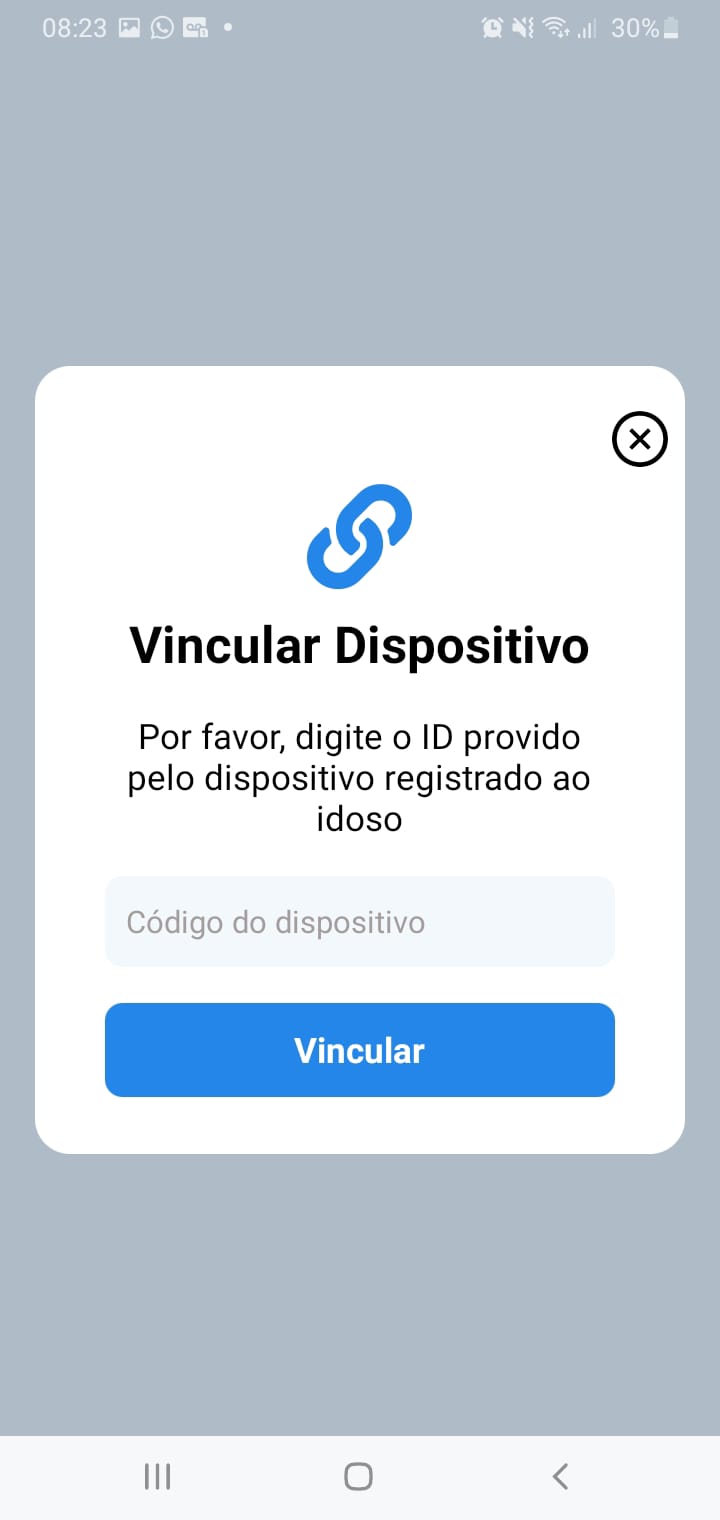 08:23
30%
Vincular Dispositivo
Por favor, digite o ID provido
pelo dispositivo registrado ao
idoso
Código do dispositivo
Vincular